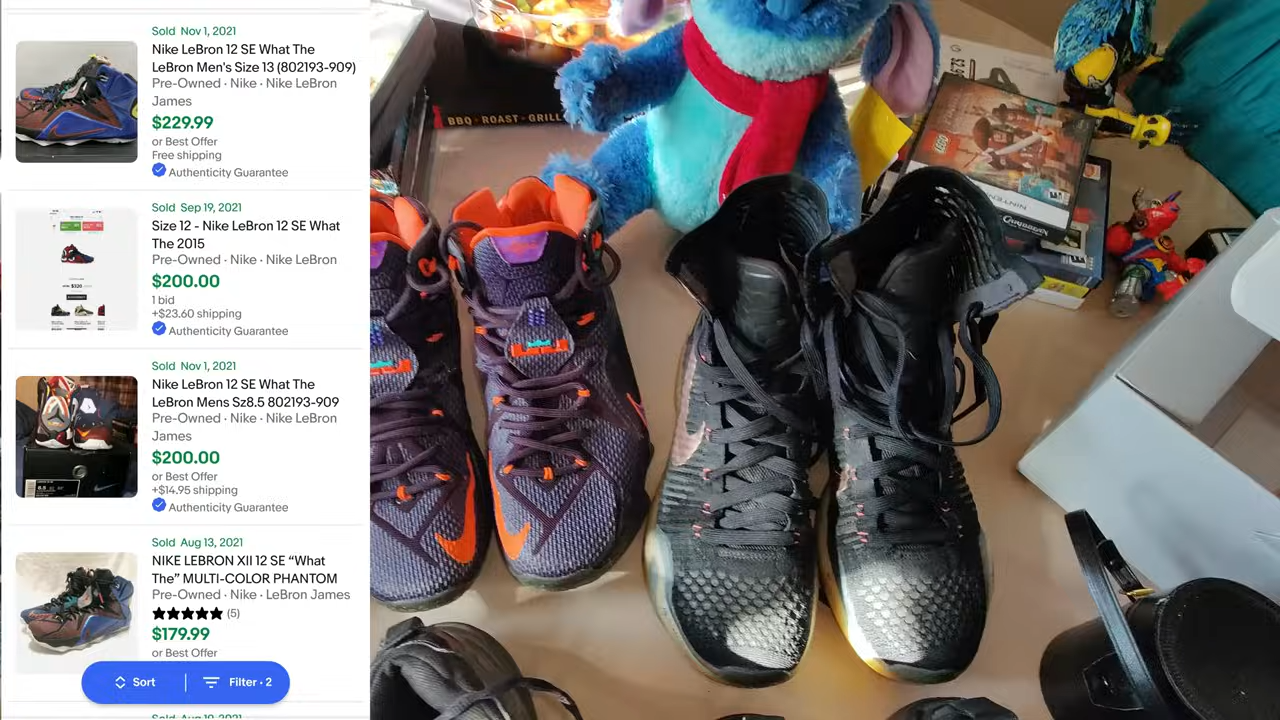 Sold Nov 1, 2021
Nike LeBron 12 SE What The
LeBron Men's Size 13 (802193-909)
Pre-Owned · Nike · Nike LeBron
James
$229.99
or Best Offer
Free shipping
Authenticity Guarantee
Sold Sep 19, 2021
Size 12 - Nike LeBron 12 SE What
The 2015
Pre-Owned · Nike · Nike LeBron
$200.00
1 bid
+$23.60 shipping
Authenticity Guarantee
Sold Nov 1, 2021
Nike LeBron 12 SE What The
LeBron Mens Sz8.5 802193-909
Pre-Owned · Nike · Nike LeBron
James
$200.00
or Best Offer
+$14.95 shipping
Authenticity Guarantee
Sold Aug 13, 2021
NIKE LEBRON XII 12 SE “What
The” MULTI-COLOR PHANTOM
Pre-Owned · Nike · LeBron James
(5)
$179.99
or Best Offer
Sort
Filter · 2
BBQ · ROAST · GRILL
LEGO